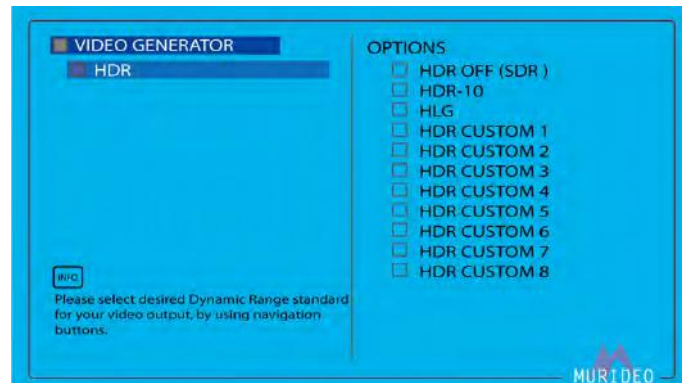 VIDEO GENERATOR
HDR
INFO
Please select desired Dynamic Range standard
for your video output, by using navigation
buttons.
OPTIONS
HDR OFF (SDR )
HDR-10
HLG
HDR CUSTOM 1
HDR CUSTOM 2
HDR CUSTOM 3
HDR CUSTOM 4
HDR CUSTOM 5
HDR CUSTOM 6
HDR CUSTOM 7
HDR CUSTOM 8
MURIDEO